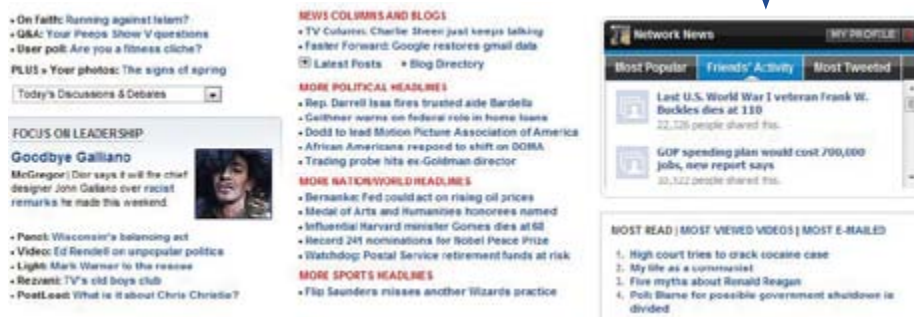 • On Faith: Running against Islam?
• Q&A: Your Peeps Show V questions
• User poll: Are you a fitness cliche?
PLUS » Your photos: The signs of spring
Today's Discussions & Debates
FOCUS ON LEADERSHIP
Goodbye Galliano
McGregor | Dior says it will fire chief
designer John Galliano over racist
remarks he made this weekend.
• Panel: Wisconsin's balancing act
• Video: Ed Rendell on unpopular politics
• Light: Mark Warner to the rescue
• Rezvani: TV's old boys club
• PostLead: What is it about Chris Christie?
NEWS COLUMNS AND BLOGS
• TV Column: Charlie Sheen just keeps talking
• Faster Forward: Google restores gmail data
Latest Posts • Blog Directory
MORE POLITICAL HEADLINES
• Rep. Darrell Issa fires trusted aide Bardella
• Geithner warns on federal role in home loans
• Dodd to lead Motion Picture Association of America
• African Americans respond to shift on DOMA
• Trading probe hits ex-Goldman director
MORE NATION/WORLD HEADLINES
• Bernanke: Fed could act on rising oil prices
• Medal of Arts and Humanities honorees named
• Influential Harvard minister Gomes dies at 68
• Record 241 nominations for Nobel Peace Prize
• Watchdog: Postal Service retirement funds at risk
MORE SPORTS HEADLINES
• Flip Saunders misses another Wizards practice
Network News MY PROFILE
Most Popular Friends' Activity Most Tweeted
Last U.S. World War I veteran Frank W.
Buckles dies at 110
22,326 people shared this.
GOP spending plan would cost 700,000
jobs, new report says
10,322 people shared this.
MOST READ | MOST VIEWED VIDEOS | MOST E-MAILED
1. High court tries to crack cocaine case
2. My life as a communist
3. Five myths about Ronald Reagan
4. Poll: Blame for possible government shutdown is
divided